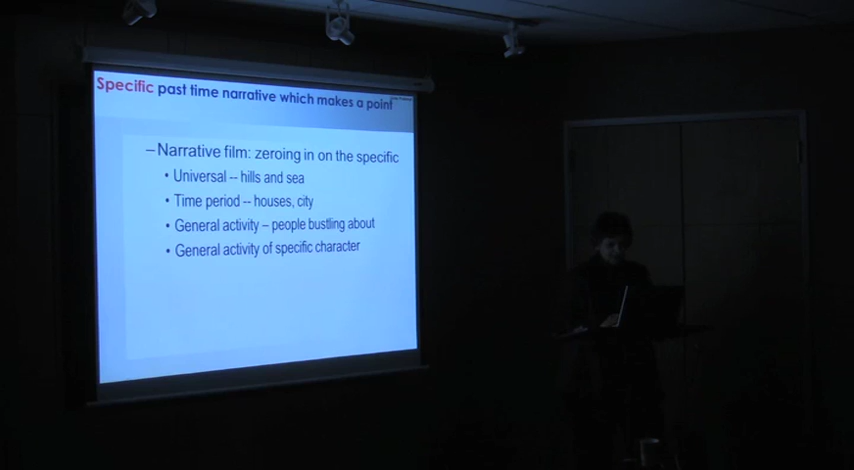 Specific past time narrative which makes a point
–Narrative film: zeroing in on the specific
• Universal -- hills and sea
• Time period -- houses, city
• General activity – people bustling about
• General activity of specific character